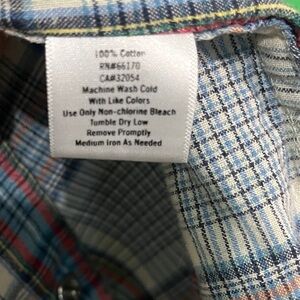 100% Cotton
RN#66170
CA#32054
Machine Wash Cold
With Like Colors
Use Only Non-chlorine Bleach
Tumble Dry Low
Remove Promptly
Medium Iron As Needed